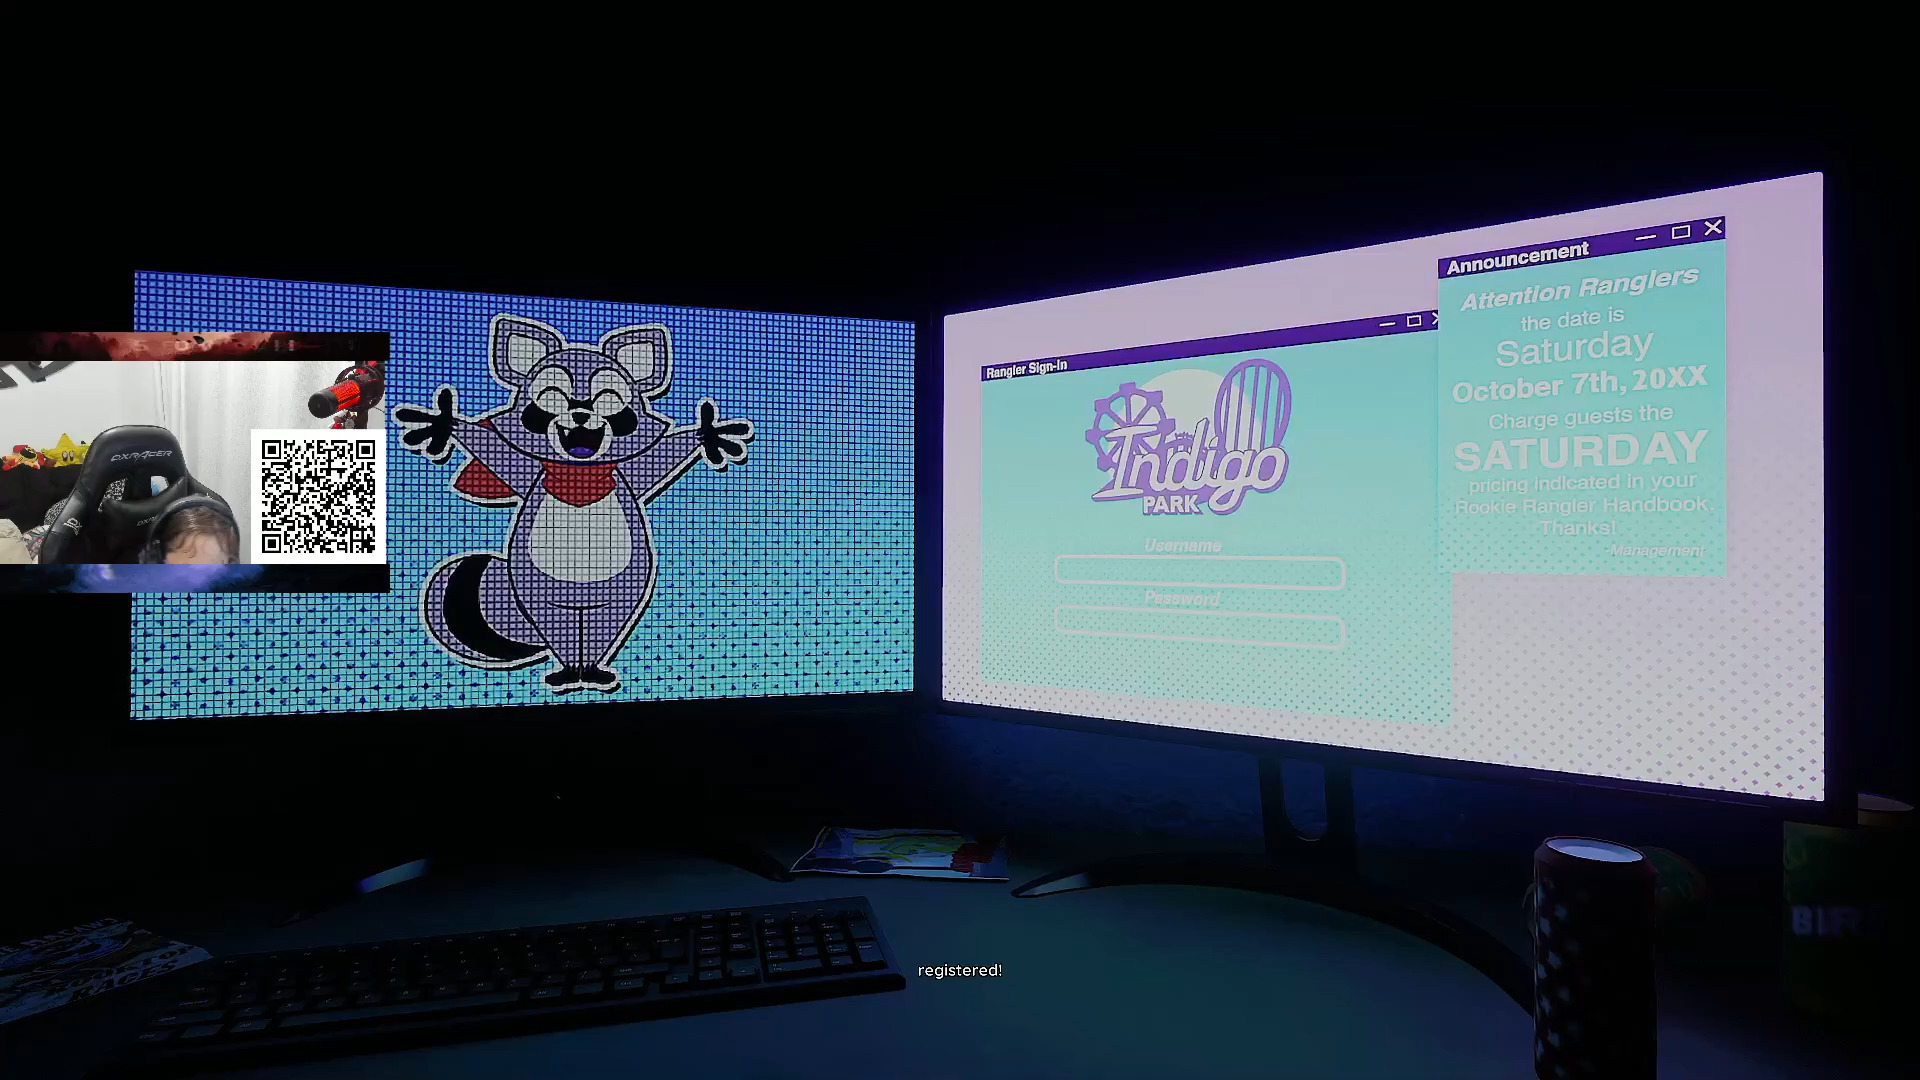 Announcement
Attention Ranglers
the date is
Saturday
October 7th, 20XX
Charge guests the
SATURDAY
pricing indicated in your
Rookie Rangler Handbook.
Thanks!
-Management
Rangler Sign-In
Indigo
PARK
Username
Password
DXRACER
registered!